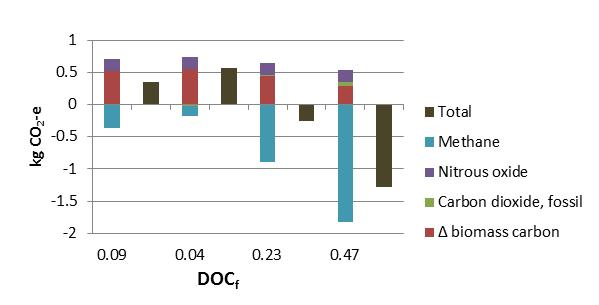 1
0.5
0
-0.5
-1
-1.5
-2
kg CO₂-e
0.09 0.04 0.23 0.47
DOCf
Total
Methane
Nitrous oxide
Carbon dioxide, fossil
Δ biomass carbon